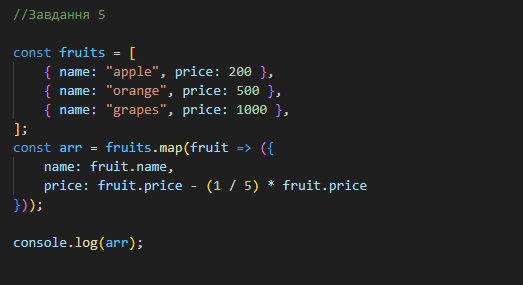 //Завдання 5
const fruits = [
    { name: "apple", price: 200 },
    { name: "orange", price: 500 },
    { name: "grapes", price: 1000 },
];
const arr = fruits.map(fruit => ({
    name: fruit.name,
    price: fruit.price - (1 / 5) * fruit.price
}));
console.log(arr);